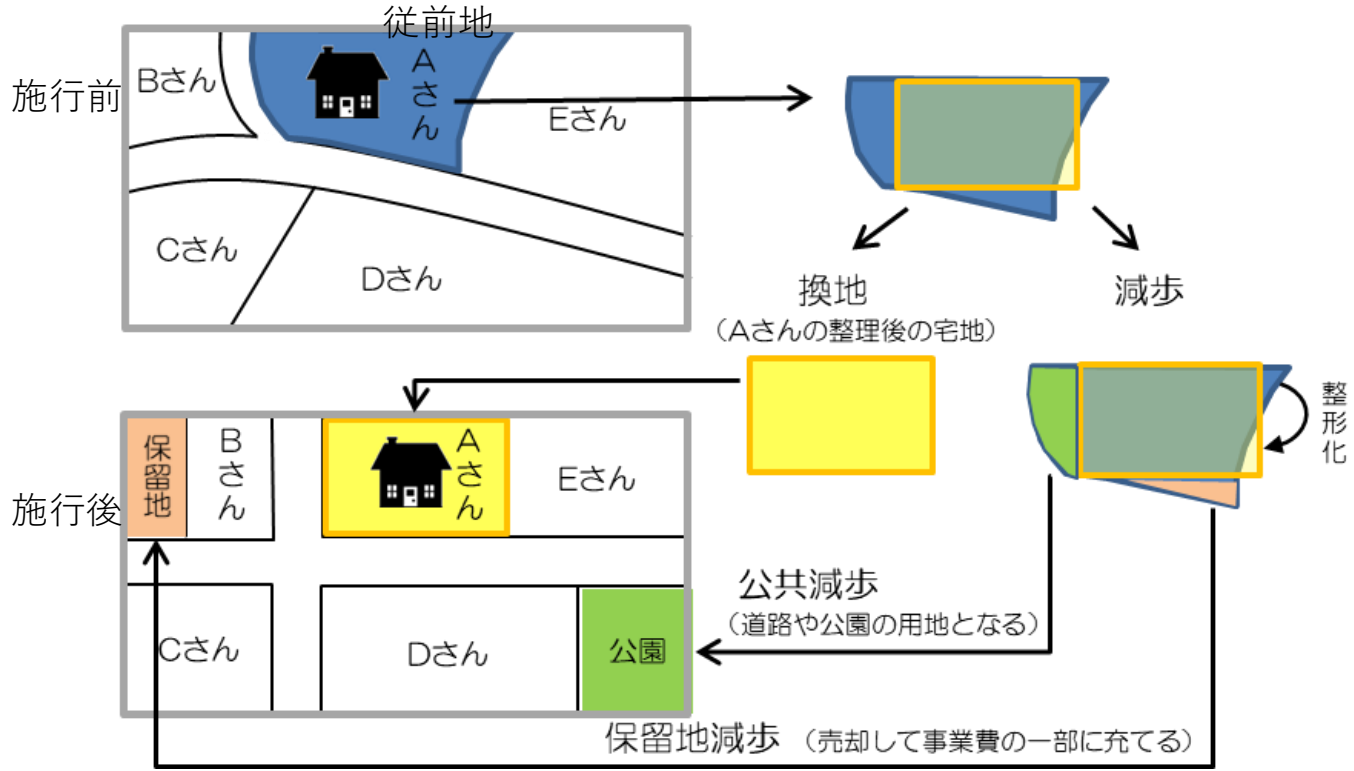 従前地
施行前
Bさん
Aさん
Eさん
Cさん
Dさん
換地
（Aさんの整理後の宅地）
減歩
整形化
施行後
保留地
Bさん
Aさん
Eさん
Cさん
Dさん
公園
公共減歩
（道路や公園の用地となる）
保留地減歩（売却して事業費の一部に充てる）